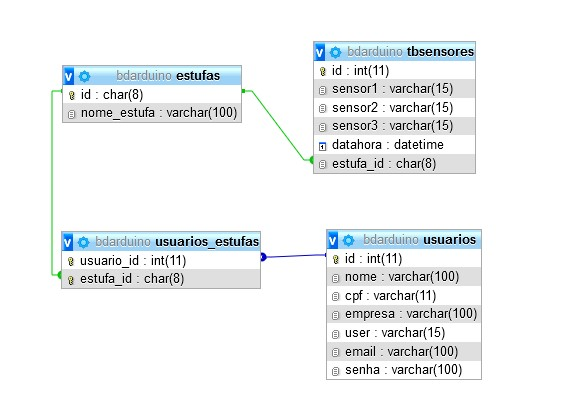 bdarduino estufas
id : char(8)
nome_estufa : varchar(100)
bdarduino tbsensores
id : int(11)
sensor1 : varchar(15)
sensor2 : varchar(15)
sensor3 : varchar(15)
datahora : datetime
estufa_id : char(8)
bdarduino usuarios_estufas
usuario_id : int(11)
estufa_id : char(8)
bdarduino usuarios
id : int(11)
nome : varchar(100)
cpf : varchar(11)
empresa : varchar(100)
user : varchar(15)
email : varchar(100)
senha : varchar(100)